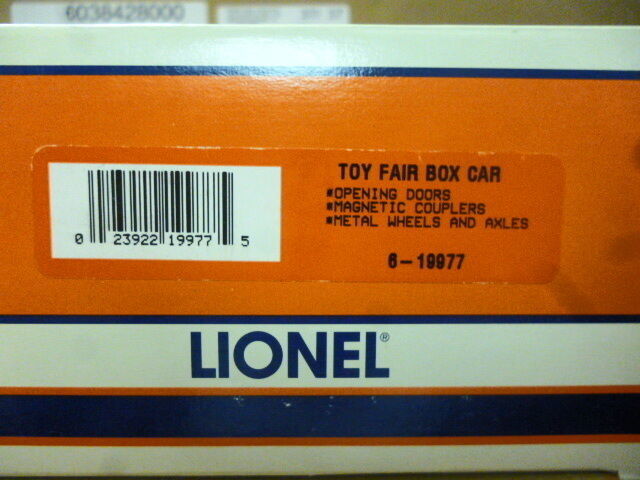 6038428000
TOY FAIR BOX CAR
*OPENING DOORS
*MAGNETIC COUPLERS
*METAL WHEELS AND AXLES
6-19977
0 23922 19977 5
LIONEL®